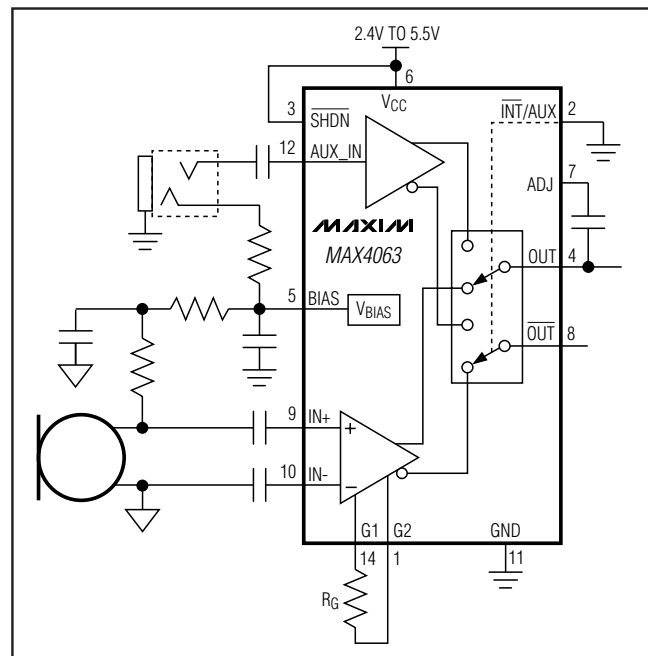 2.4V TO 5.5V
6
VCC
3
SHDN
INT/AUX
2
12
AUX_IN
7
ADJ
MAXIM
MAX4063
OUT
4
5
BIAS
VBIAS
OUT
8
9
IN+
+
10
IN-
−
G1
G2
GND
14
1
11
RG